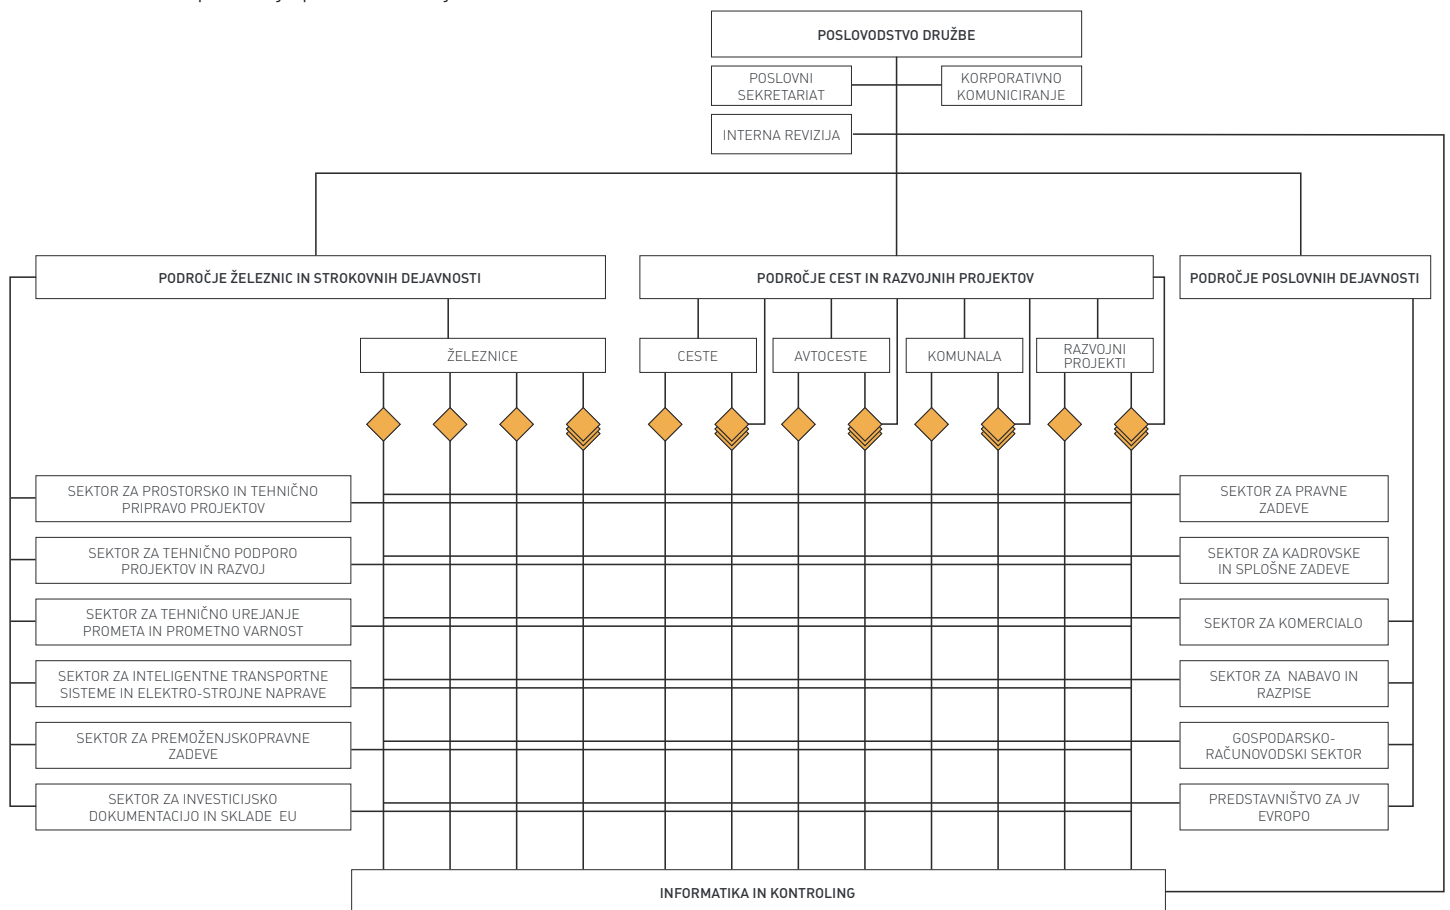 POSLOVODSTVO DRUŽBE
POSLOVNI
SEKRETARIAT
KORPORATIVNO
KOMUNICIRANJE
INTERNA REVIZIJA
PODROČJE ŽELEZNIC IN STROKOVNIH DEJAVNOSTI
PODROČJE CEST IN RAZVOJNIH PROJEKTOV
PODROČJE POSLOVNIH DEJAVNOSTI
ŽELEZNICE
CESTE
AVTOCESTE
KOMUNALA
RAZVOJNI
PROJEKTI
SEKTOR ZA PROSTORSKO IN TEHNIČNO
PRIPRAVO PROJEKTOV
SEKTOR ZA PRAVNE
ZADEVE
SEKTOR ZA TEHNIČNO PODPORO
PROJEKTOV IN RAZVOJ
SEKTOR ZA KADROVSKE
IN SPLOŠNE ZADEVE
SEKTOR ZA TEHNIČNO UREJANJE
PROMETA IN PROMETNO VARNOST
SEKTOR ZA KOMERCIALO
SEKTOR ZA INTELIGENTNE TRANSPORTNE
SISTEME IN ELEKTRO-STROJNE NAPRAVE
SEKTOR ZA NABAVO IN
RAZPISE
SEKTOR ZA PREMOŽENJSKOPRAVNE
ZADEVE
GOSPODARSKO-
RAČUNOVODSKI SEKTOR
SEKTOR ZA INVESTICIJSKO
DOKUMENTACIJO IN SKLADE EU
PREDSTAVNIŠTVO ZA JV
EVROPO
INFORMATIKA IN KONTROLING